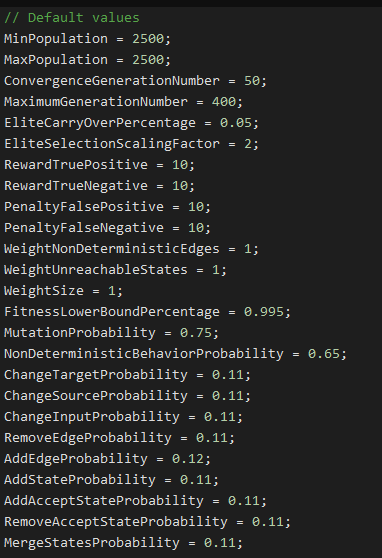 // Default values
MinPopulation = 2500;
MaxPopulation = 2500;
ConvergenceGenerationNumber = 50;
MaximumGenerationNumber = 400;
EliteCarryOverPercentage = 0.05;
EliteSelectionScalingFactor = 2;
RewardTruePositive = 10;
RewardTrueNegative = 10;
PenaltyFalsePositive = 10;
PenaltyFalseNegative = 10;
WeightNonDeterministicEdges = 1;
WeightUnreachableStates = 1;
WeightSize = 1;
FitnessLowerBoundPercentage = 0.995;
MutationProbability = 0.75;
NonDeterministicBehaviorProbability = 0.65;
ChangeTargetProbability = 0.11;
ChangeSourceProbability = 0.11;
ChangeInputProbability = 0.11;
RemoveEdgeProbability = 0.11;
AddEdgeProbability = 0.12;
AddStateProbability = 0.11;
AddAcceptStateProbability = 0.11;
RemoveAcceptStateProbability = 0.11;
MergeStatesProbability = 0.11;